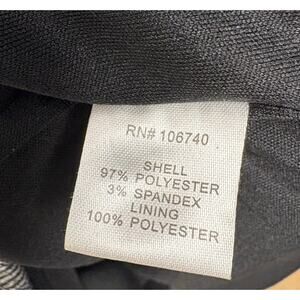 RN# 106740
SHELL
97% POLYESTER
3% SPANDEX
LINING
100% POLYESTER